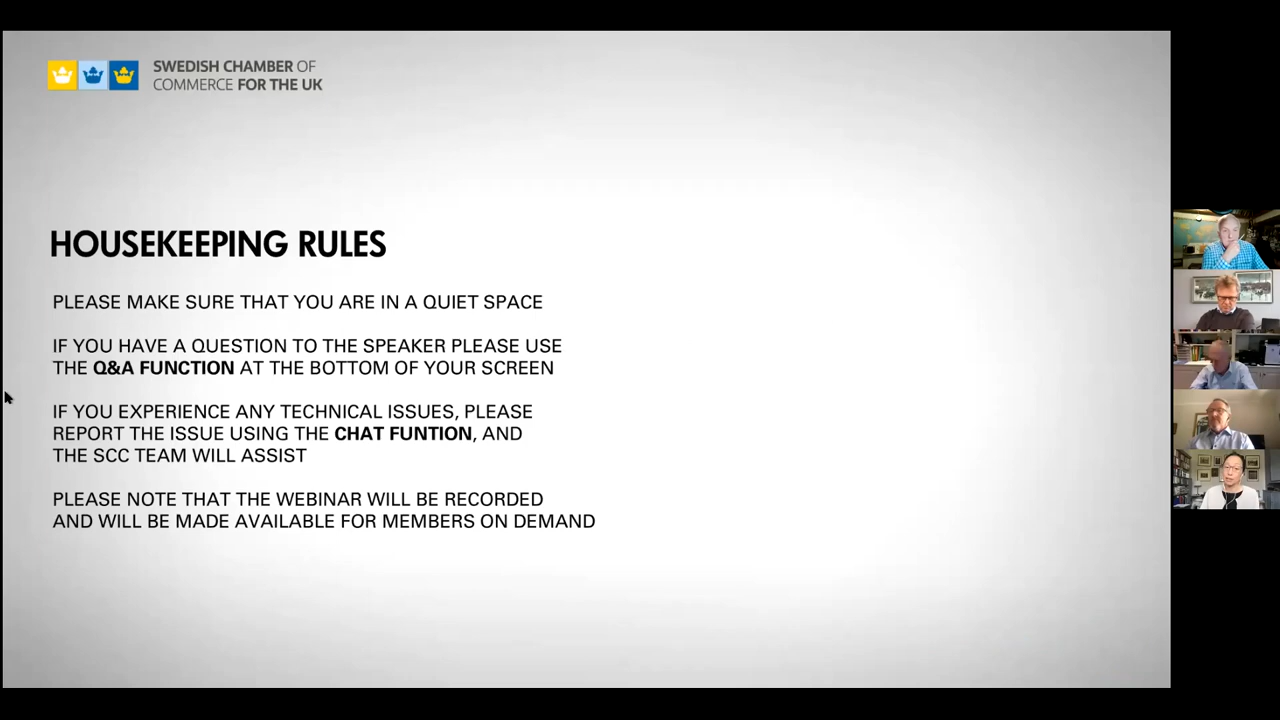 SWEDISH CHAMBER OF
COMMERCE FOR THE UK
HOUSEKEEPING RULES
PLEASE MAKE SURE THAT YOU ARE IN A QUIET SPACE
IF YOU HAVE A QUESTION TO THE SPEAKER PLEASE USE
THE Q&A FUNCTION AT THE BOTTOM OF YOUR SCREEN
IF YOU EXPERIENCE ANY TECHNICAL ISSUES, PLEASE
REPORT THE ISSUE USING THE CHAT FUNTION, AND
THE SCC TEAM WILL ASSIST
PLEASE NOTE THAT THE WEBINAR WILL BE RECORDED
AND WILL BE MADE AVAILABLE FOR MEMBERS ON DEMAND